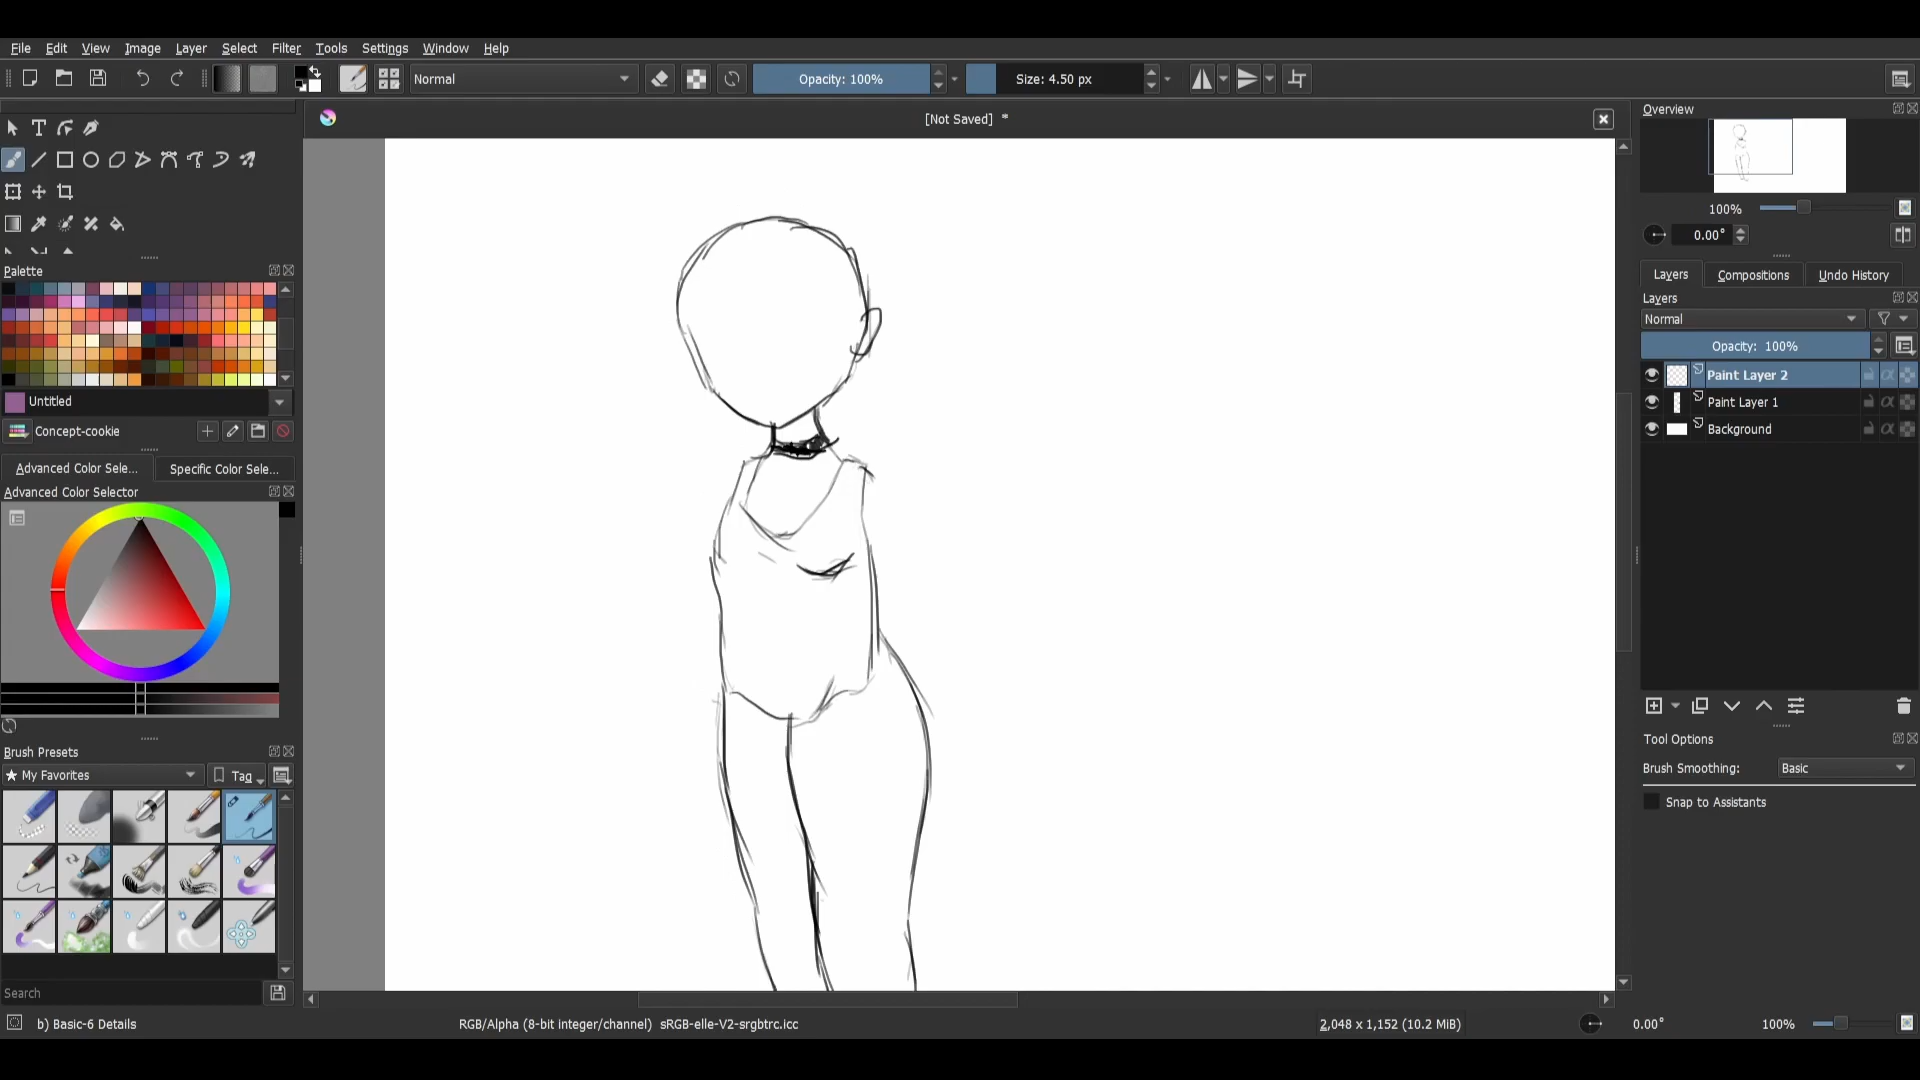 File Edit View Image Layer Select Filter Tools Settings Window Help
Normal Opacity: 100% Size: 4.50 px
[Not Saved] *
Overview
100%
0.00°
Palette
Layers Compositions Undo History
Layers
Normal
Opacity: 100%
Paint Layer 2
Paint Layer 1
Background
Untitled
Concept-cookie
Advanced Color Sele... Specific Color Sele...
Advanced Color Selector
Tool Options
Brush Smoothing: Basic
Snap to Assistants
Brush Presets
★ My Favorites Tag
Search
b) Basic-6 Details RGB/Alpha (8-bit integer/channel) sRGB-elle-V2-srgbtrc.icc 2,048 x 1,152 (10.2 MiB) 0.00° 100%